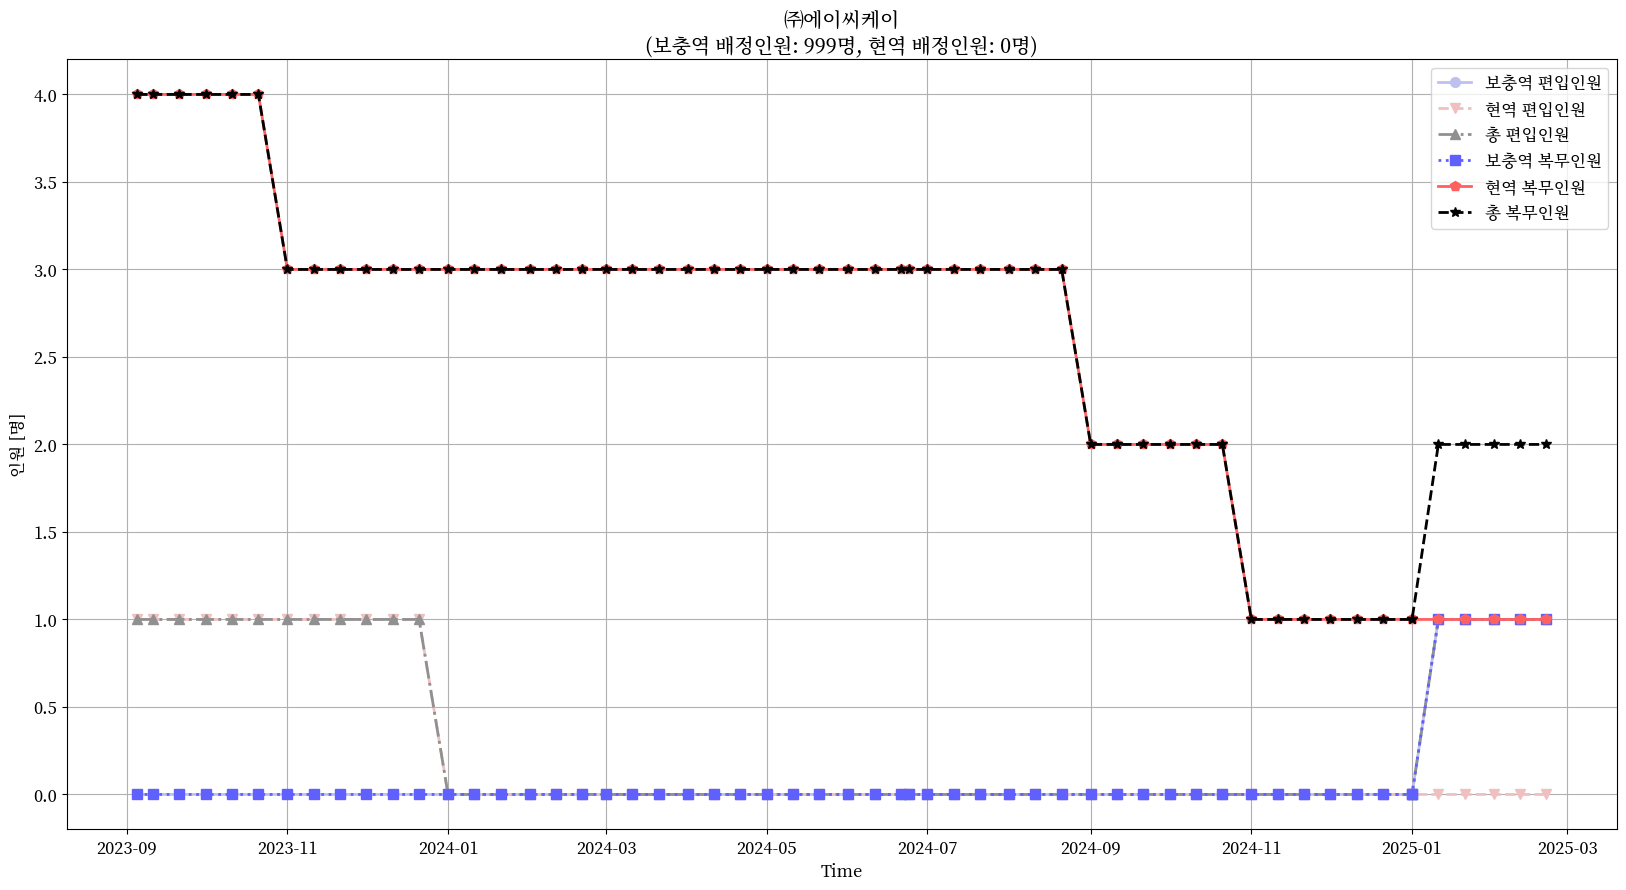 ㈜에이씨케이
(보충역 배정인원: 999명, 현역 배정인원: 0명)
보충역 편입인원
현역 편입인원
총 편입인원
보충역 복무인원
현역 복무인원
총 복무인원
인원 [명]
4.0
3.5
3.0
2.5
2.0
1.5
1.0
0.5
0.0
2023-09
2023-11
2024-01
2024-03
2024-05
2024-07
2024-09
2024-11
2025-01
2025-03
Time